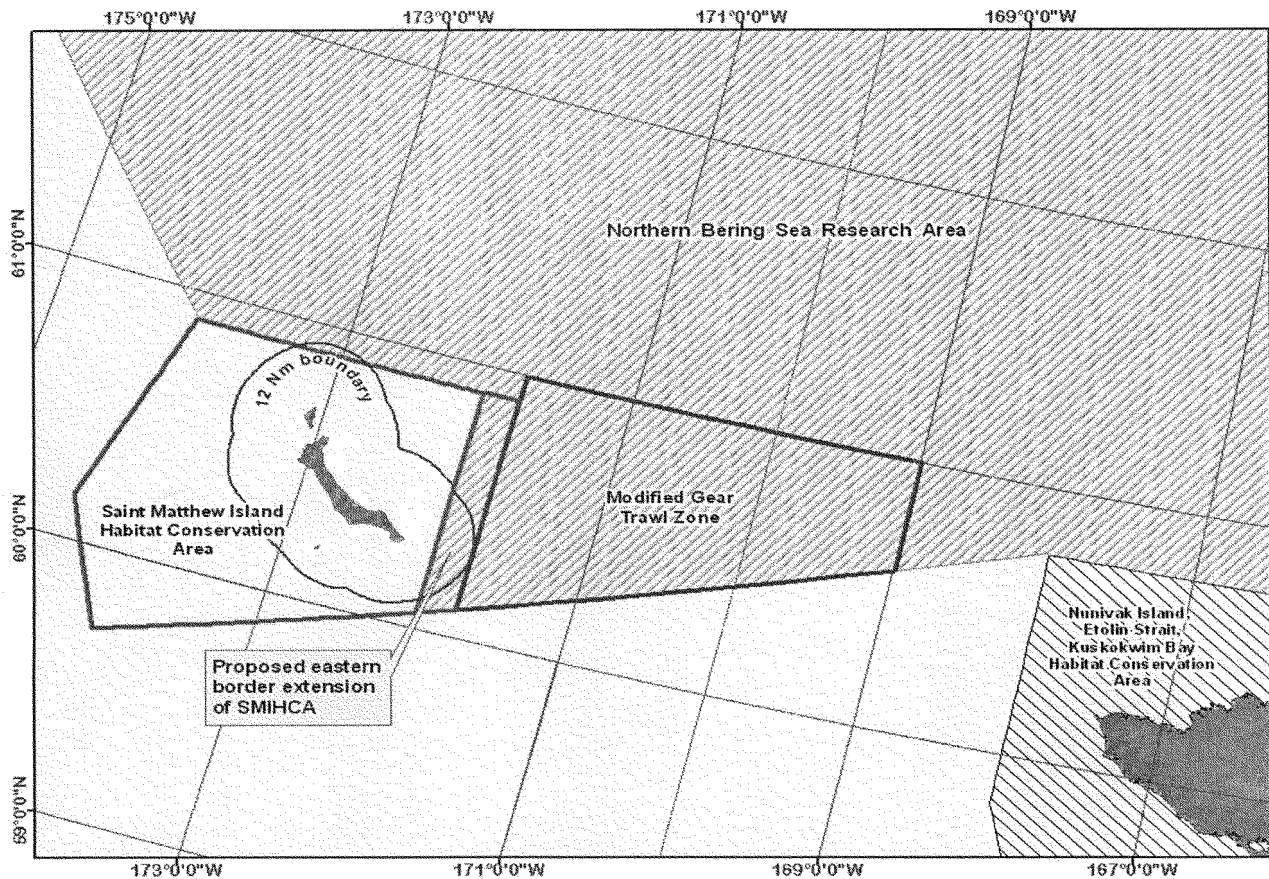 175°0'0"W
173°0'0"W
171°0'0"W
169°0'0"W
61°0'0"N
60°0'0"N
59°0'0"N
Northern Bering Sea Research Area
12 Nm boundary
Saint Matthew Island
Habitat Conservation
Area
Modified Gear
Trawl Zone
Nunivak Island,
Etolin Strait,
Kuskokwim Bay
Habitat Conservation
Area
Proposed eastern
border extension
of SMIHCA
173°0'0"W
171°0'0"W
169°0'0"W
167°0'0"W